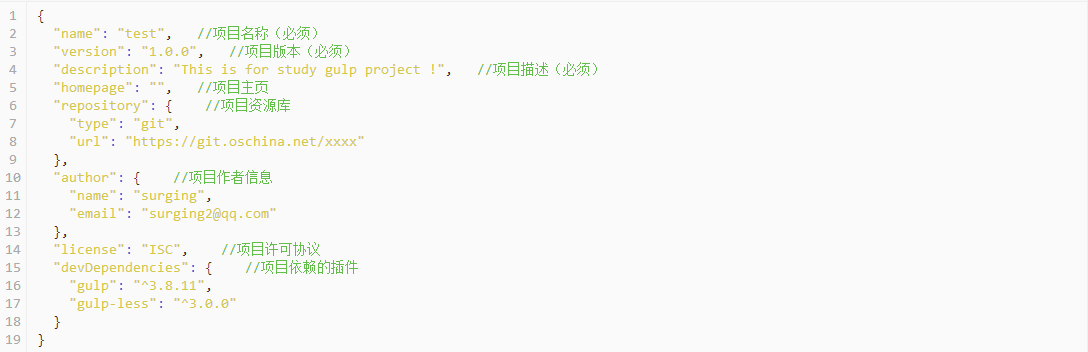 1 {
2   "name": "test",   //项目名称（必须）
3   "version": "1.0.0",   //项目版本（必须）
4   "description": "This is for study gulp project !",   //项目描述（必须）
5   "homepage": "",   //项目主页
6   "repository": {    //项目资源库
7     "type": "git",
8     "url": "https://git.oschina.net/xxxx"
9   },
10   "author": {    //项目作者信息
11     "name": "surging",
12     "email": "surging2@qq.com"
13   },
14   "license": "ISC",    //项目许可协议
15   "devDependencies": {    //项目依赖的插件
16     "gulp": "^3.8.11",
17     "gulp-less": "^3.0.0"
18   }
19 }